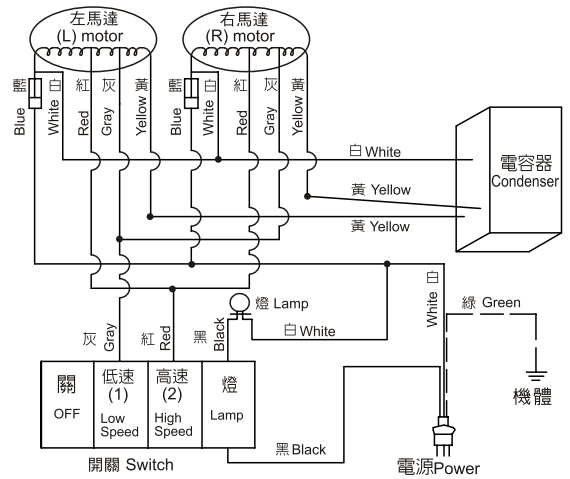 左馬達
(L) motor
右馬達
(R) motor
藍
Blue
白
White
紅
Red
灰
Gray
黃
Yellow
藍
Blue
白
White
紅
Red
灰
Gray
黃
Yellow
白 White
電容器
Condenser
黃 Yellow
黃 Yellow
白
White
綠 Green
燈 Lamp
白 White
灰
Gray
紅
Red
黑
Black
機體
關
OFF
低速
(1)
Low
Speed
高速
(2)
High
Speed
燈
Lamp
黑 Black
開關 Switch
電源Power